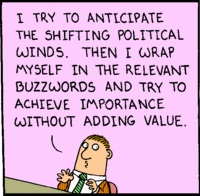 I TRY TO ANTICIPATE
THE SHIFTING POLITICAL
WINDS. THEN I WRAP
MYSELF IN THE RELEVANT
BUZZWORDS AND TRY TO
ACHIEVE IMPORTANCE
WITHOUT ADDING VALUE.